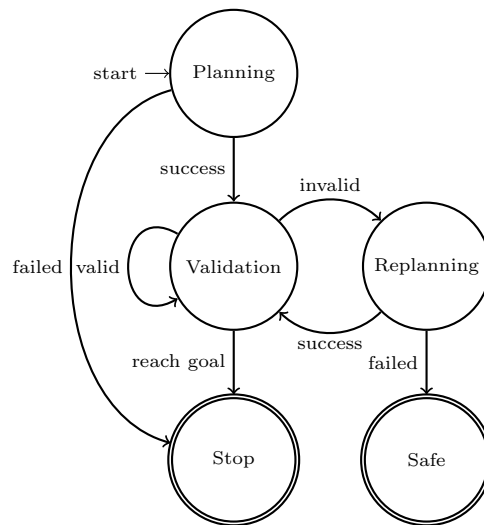 start
Planning
success
invalid
failed
valid
Validation
Replanning
success
reach goal
failed
Stop
Safe